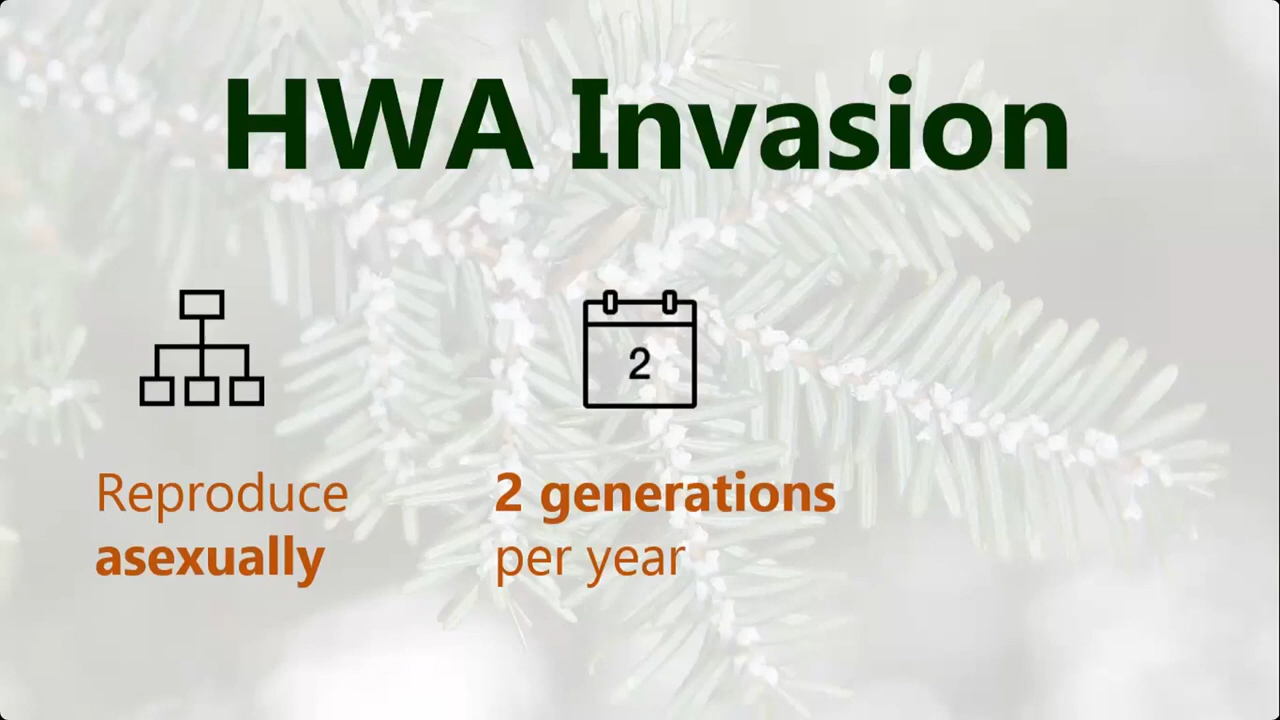 HWA Invasion
2
Reproduce
asexually
2 generations
per year